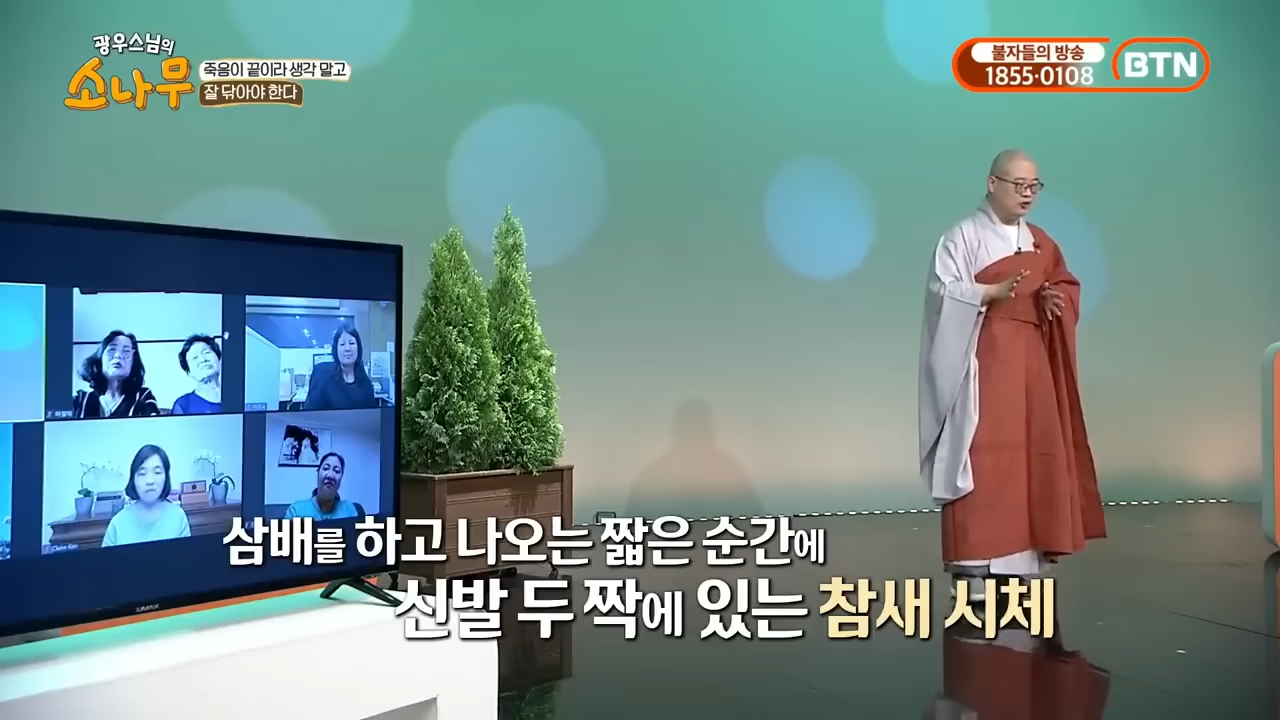 광우스님의
소나무
죽음이 끝이라 생각 말고
잘 닦아야 한다
불자들의 방송
1855·0108
BTN
Claire Kim
UMAX
삼배를 하고 나오는 짧은 순간에
신발 두 짝에 있는 참새 시체